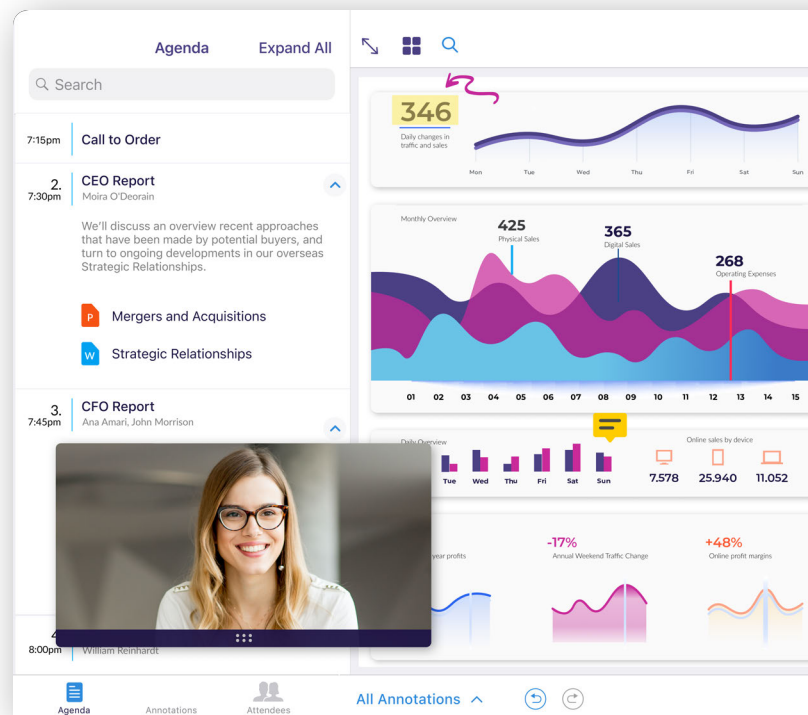 Agenda
Expand All
Search
7:15pm
Call to Order
2.
7:30pm
CEO Report
Moira O'Deorain
We'll discuss an overview recent approaches
that have been made by potential buyers, and
turn to ongoing developments in our overseas
Strategic Relationships.
P
Mergers and Acquisitions
W
Strategic Relationships
3.
7:45pm
CFO Report
Ana Amari, John Morrison
8:00pm
William Reinhardt
Agenda
Annotations
Attendees
346
Daily changes in
traffic and sales
Mon Tue Wed Thu Fri Sat Sun
Monthly Overview
425
Physical Sales
365
Digital Sales
268
Operating Expenses
01 02 03 04 05 06 07 08 09 10 11 12 13 14 15
Daily Overview
Tue Wed Thu Fri Sat Sun
Online sales by device
7.578 25.940 11.052
year profits
-17%
Annual Weekend Traffic Change
+48%
Online profit margins
All Annotations